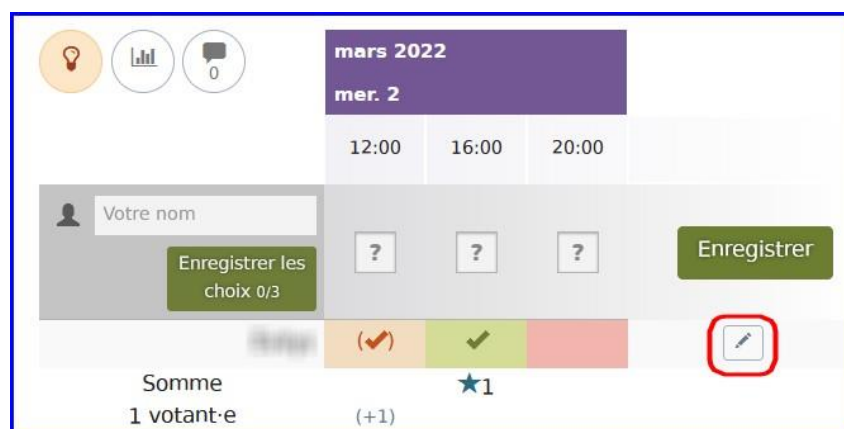 0
mars 2022
mer. 2
12:00 16:00 20:00
Votre nom
Enregistrer les
choix 0/3
? ? ?
Enregistrer
(✔) ✔
Somme ★1
1 votant·e (+1)